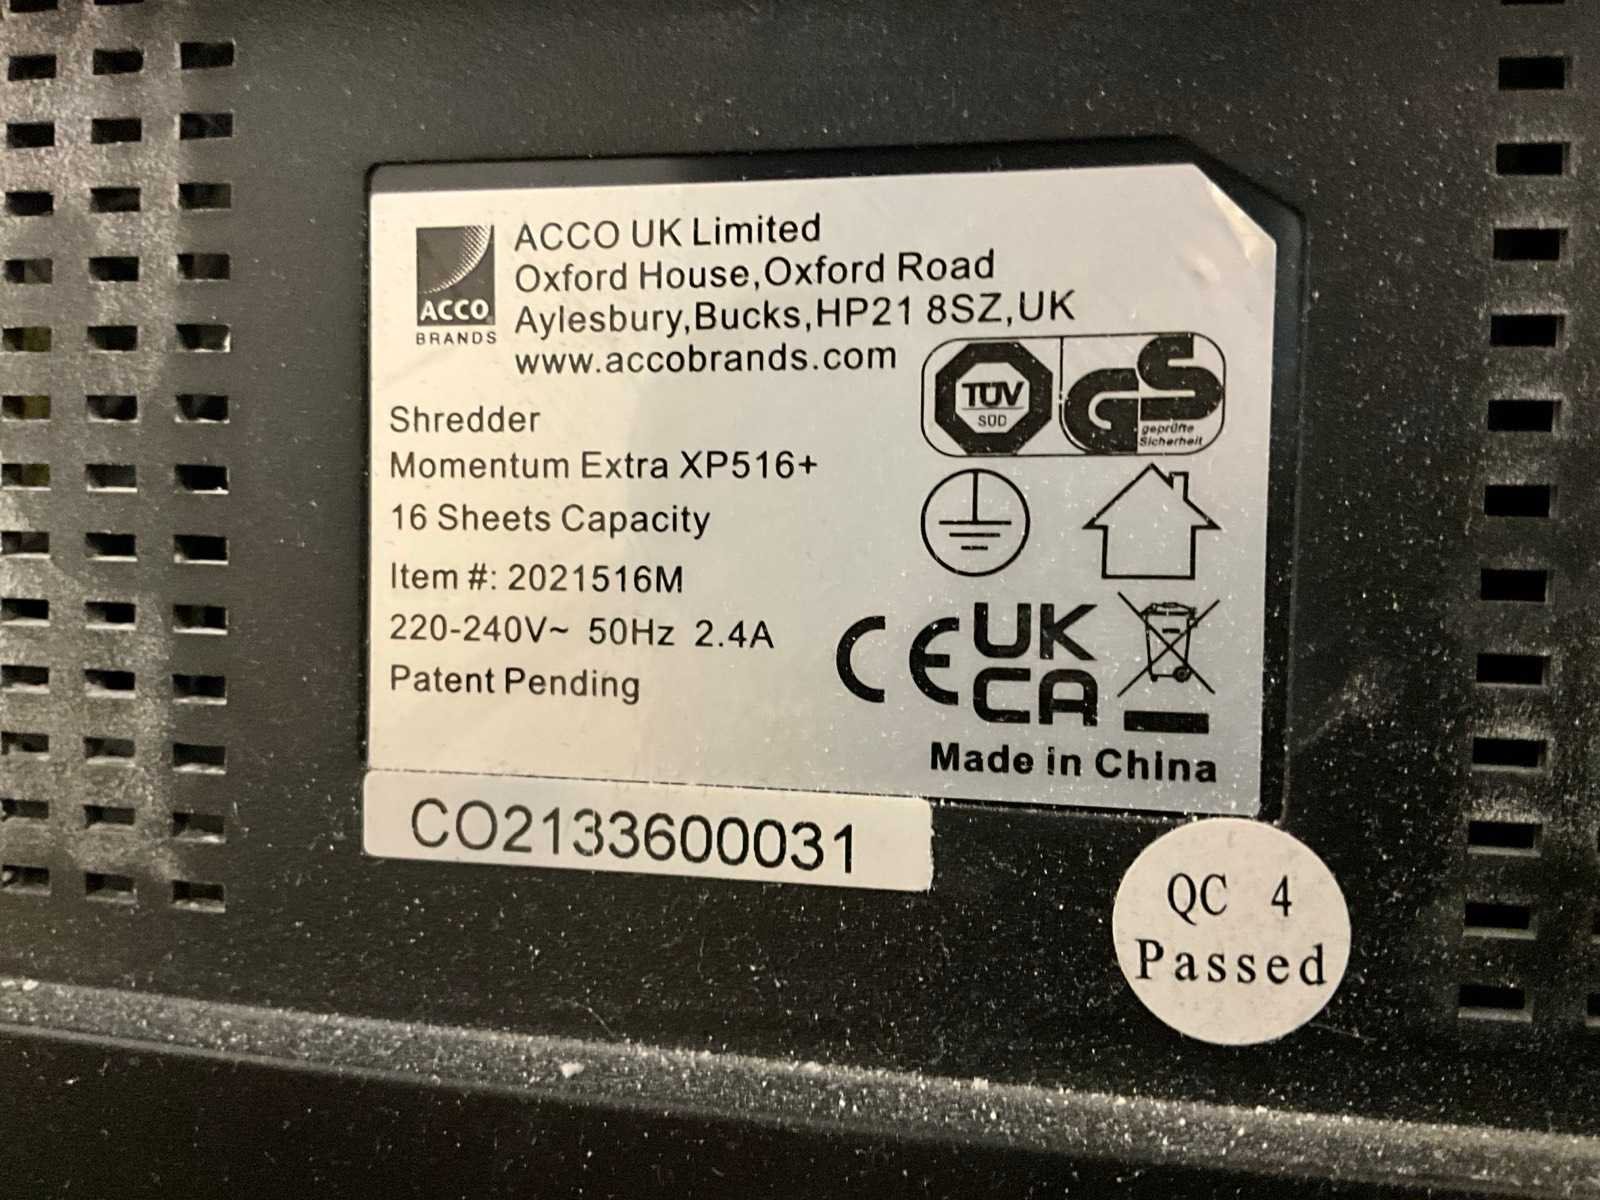 ACCO UK Limited
Oxford House,Oxford Road
Aylesbury,Bucks,HP21 8SZ,UK
www.accobrands.com
ACCO
BRANDS
TÜV
SÜD
GS
geprüfte
Sicherheit
Shredder
Momentum Extra XP516+
16 Sheets Capacity
Item #: 2021516M
220-240V~ 50Hz 2.4A
Patent Pending
CE
UK
CA
Made in China
CO2133600031
QC 4
Passed